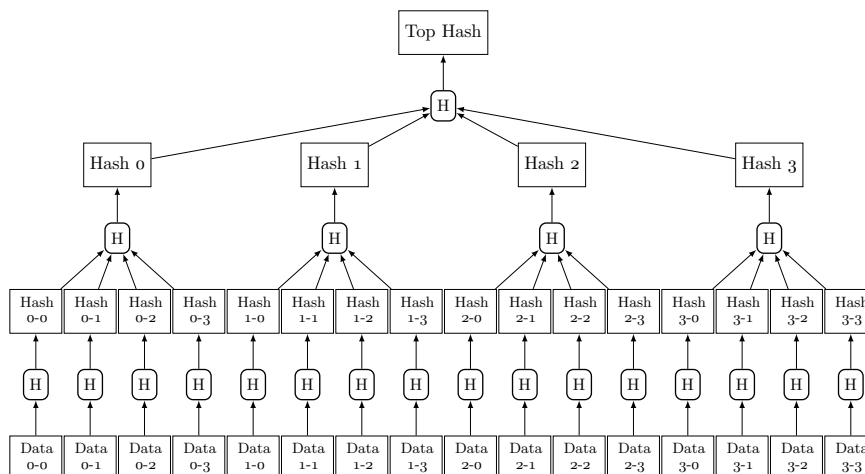 Top Hash
H
Hash 0 Hash 1 Hash 2 Hash 3
H H H H
Hash Hash Hash Hash Hash Hash Hash Hash Hash Hash Hash Hash Hash Hash Hash Hash
0-0 0-1 0-2 0-3 1-0 1-1 1-2 1-3 2-0 2-1 2-2 2-3 3-0 3-1 3-2 3-3
H H H H H H H H H H H H H H H H
Data Data Data Data Data Data Data Data Data Data Data Data Data Data Data Data
0-0 0-1 0-2 0-3 1-0 1-1 1-2 1-3 2-0 2-1 2-2 2-3 3-0 3-1 3-2 3-3